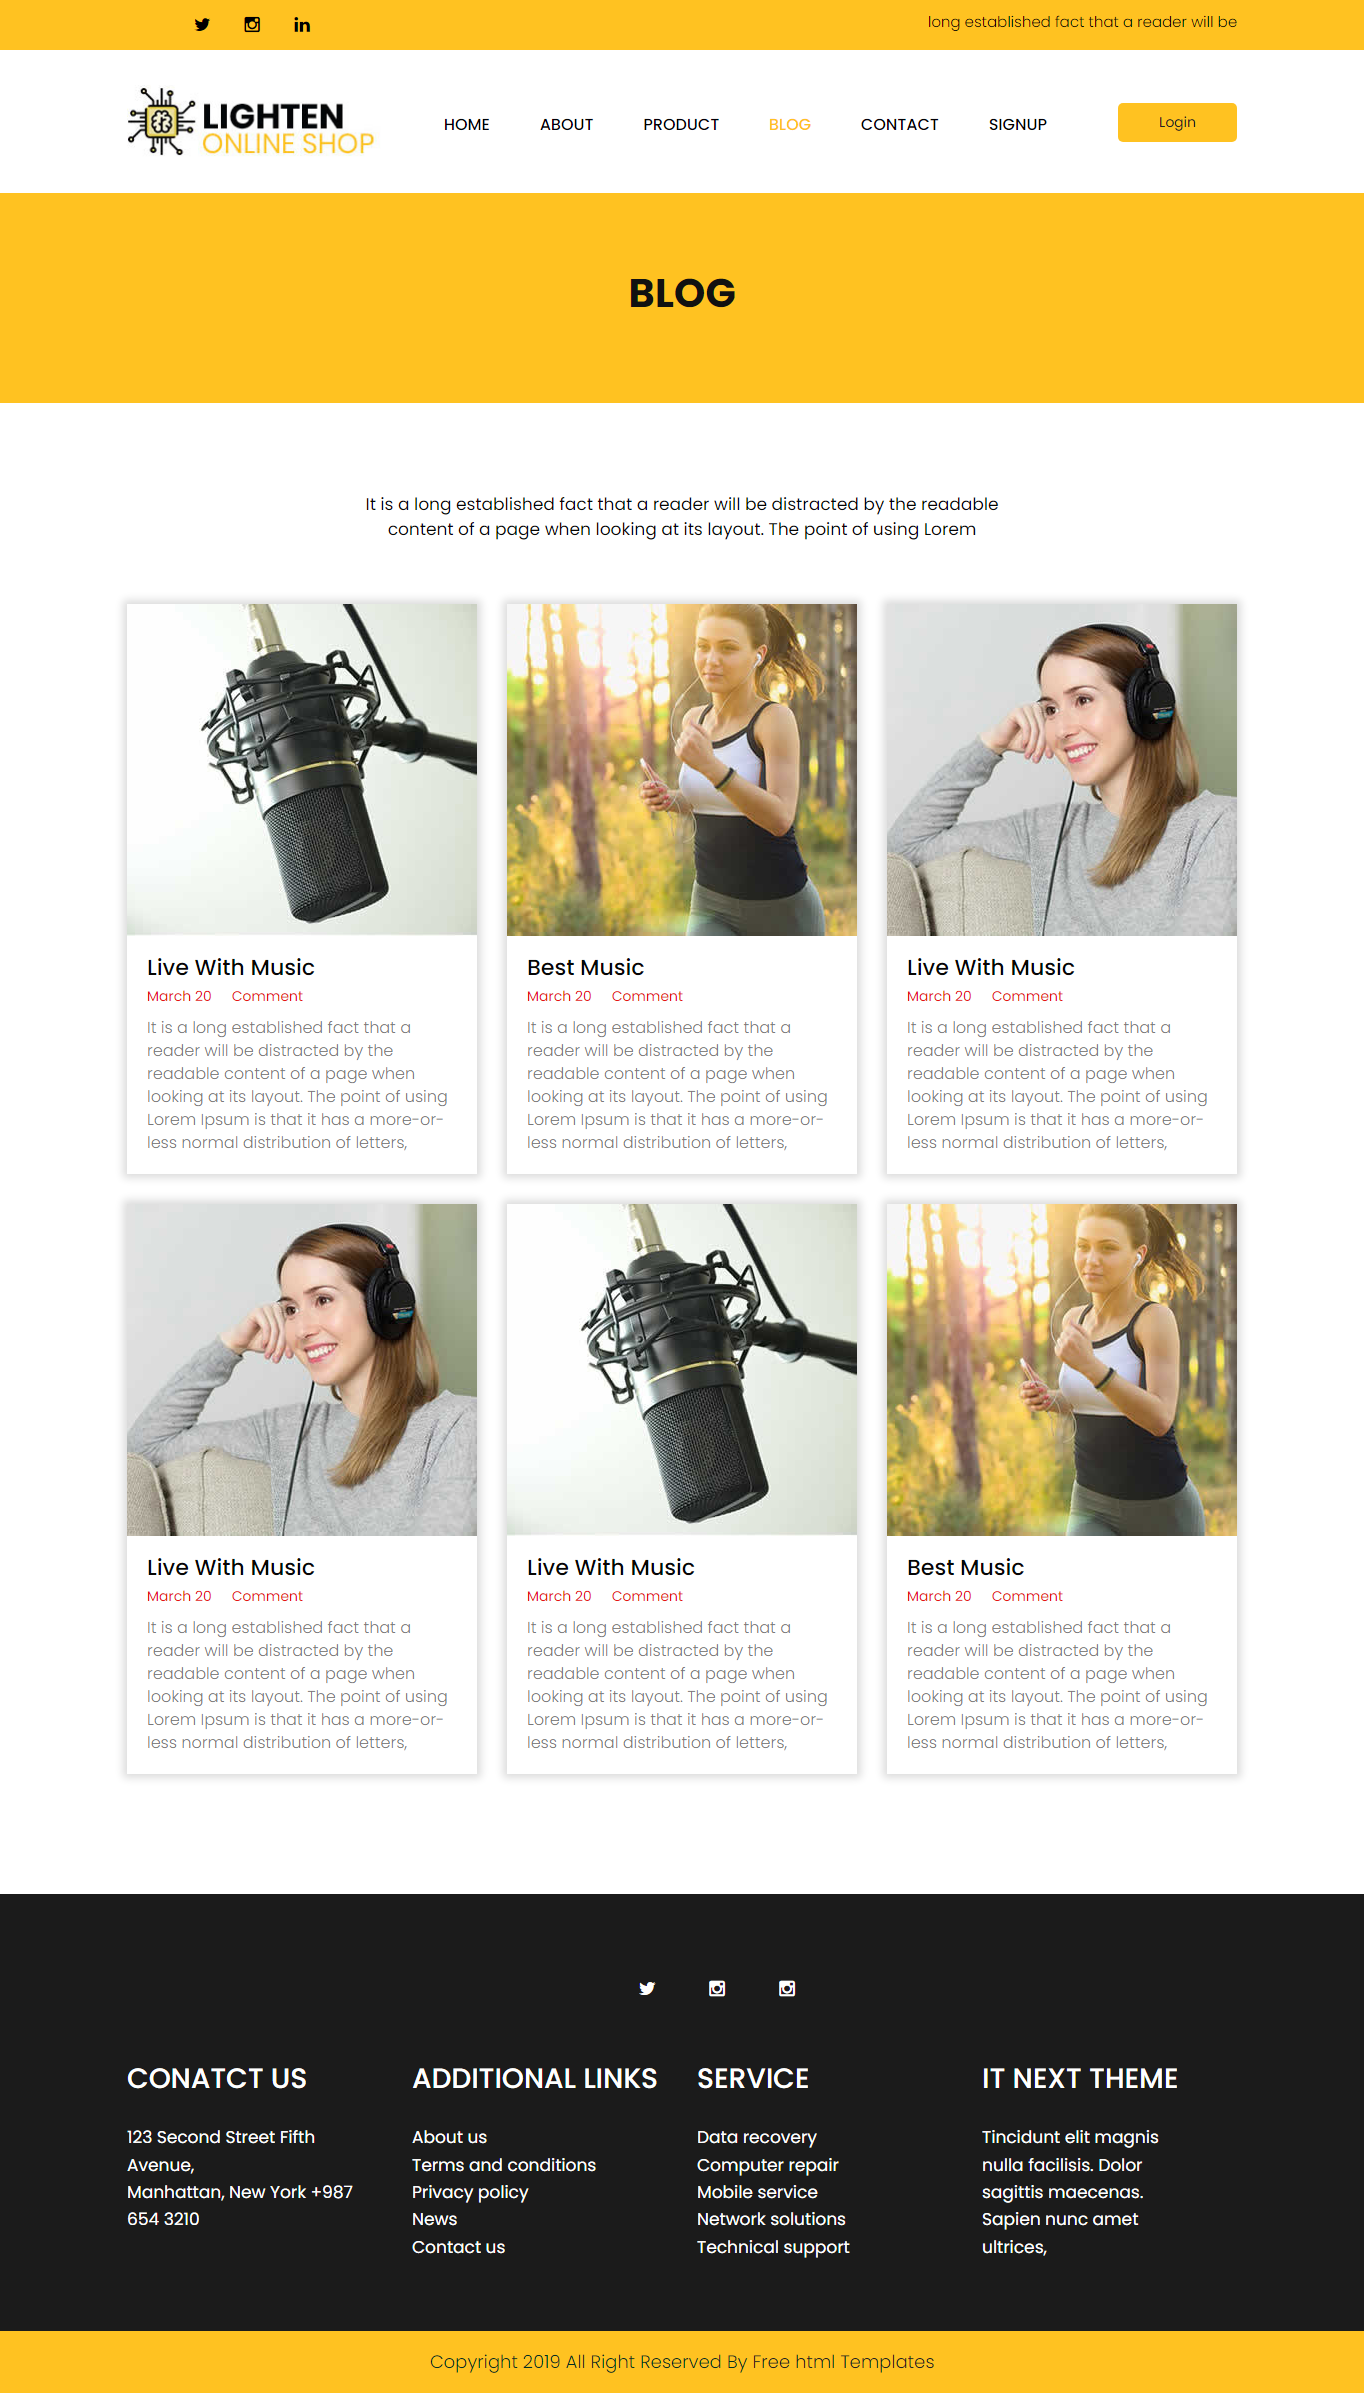 long established fact that a reader will be
LIGHTEN
ONLINE SHOP
HOME ABOUT PRODUCT BLOG CONTACT SIGNUP Login
BLOG
It is a long established fact that a reader will be distracted by the readable
content of a page when looking at its layout. The point of using Lorem
Live With Music
March 20 Comment
It is a long established fact that a
reader will be distracted by the
readable content of a page when
looking at its layout. The point of using
Lorem Ipsum is that it has a more-or-
less normal distribution of letters,
Best Music
March 20 Comment
It is a long established fact that a
reader will be distracted by the
readable content of a page when
looking at its layout. The point of using
Lorem Ipsum is that it has a more-or-
less normal distribution of letters,
Live With Music
March 20 Comment
It is a long established fact that a
reader will be distracted by the
readable content of a page when
looking at its layout. The point of using
Lorem Ipsum is that it has a more-or-
less normal distribution of letters,
Live With Music
March 20 Comment
It is a long established fact that a
reader will be distracted by the
readable content of a page when
looking at its layout. The point of using
Lorem Ipsum is that it has a more-or-
less normal distribution of letters,
Live With Music
March 20 Comment
It is a long established fact that a
reader will be distracted by the
readable content of a page when
looking at its layout. The point of using
Lorem Ipsum is that it has a more-or-
less normal distribution of letters,
Best Music
March 20 Comment
It is a long established fact that a
reader will be distracted by the
readable content of a page when
looking at its layout. The point of using
Lorem Ipsum is that it has a more-or-
less normal distribution of letters,
CONATCT US
123 Second Street Fifth
Avenue,
Manhattan, New York +987
654 3210
ADDITIONAL LINKS
About us
Terms and conditions
Privacy policy
News
Contact us
SERVICE
Data recovery
Computer repair
Mobile service
Network solutions
Technical support
IT NEXT THEME
Tincidunt elit magnis
nulla facilisis. Dolor
sagittis maecenas.
Sapien nunc amet
ultrices,
Copyright 2019 All Right Reserved By Free html Templates